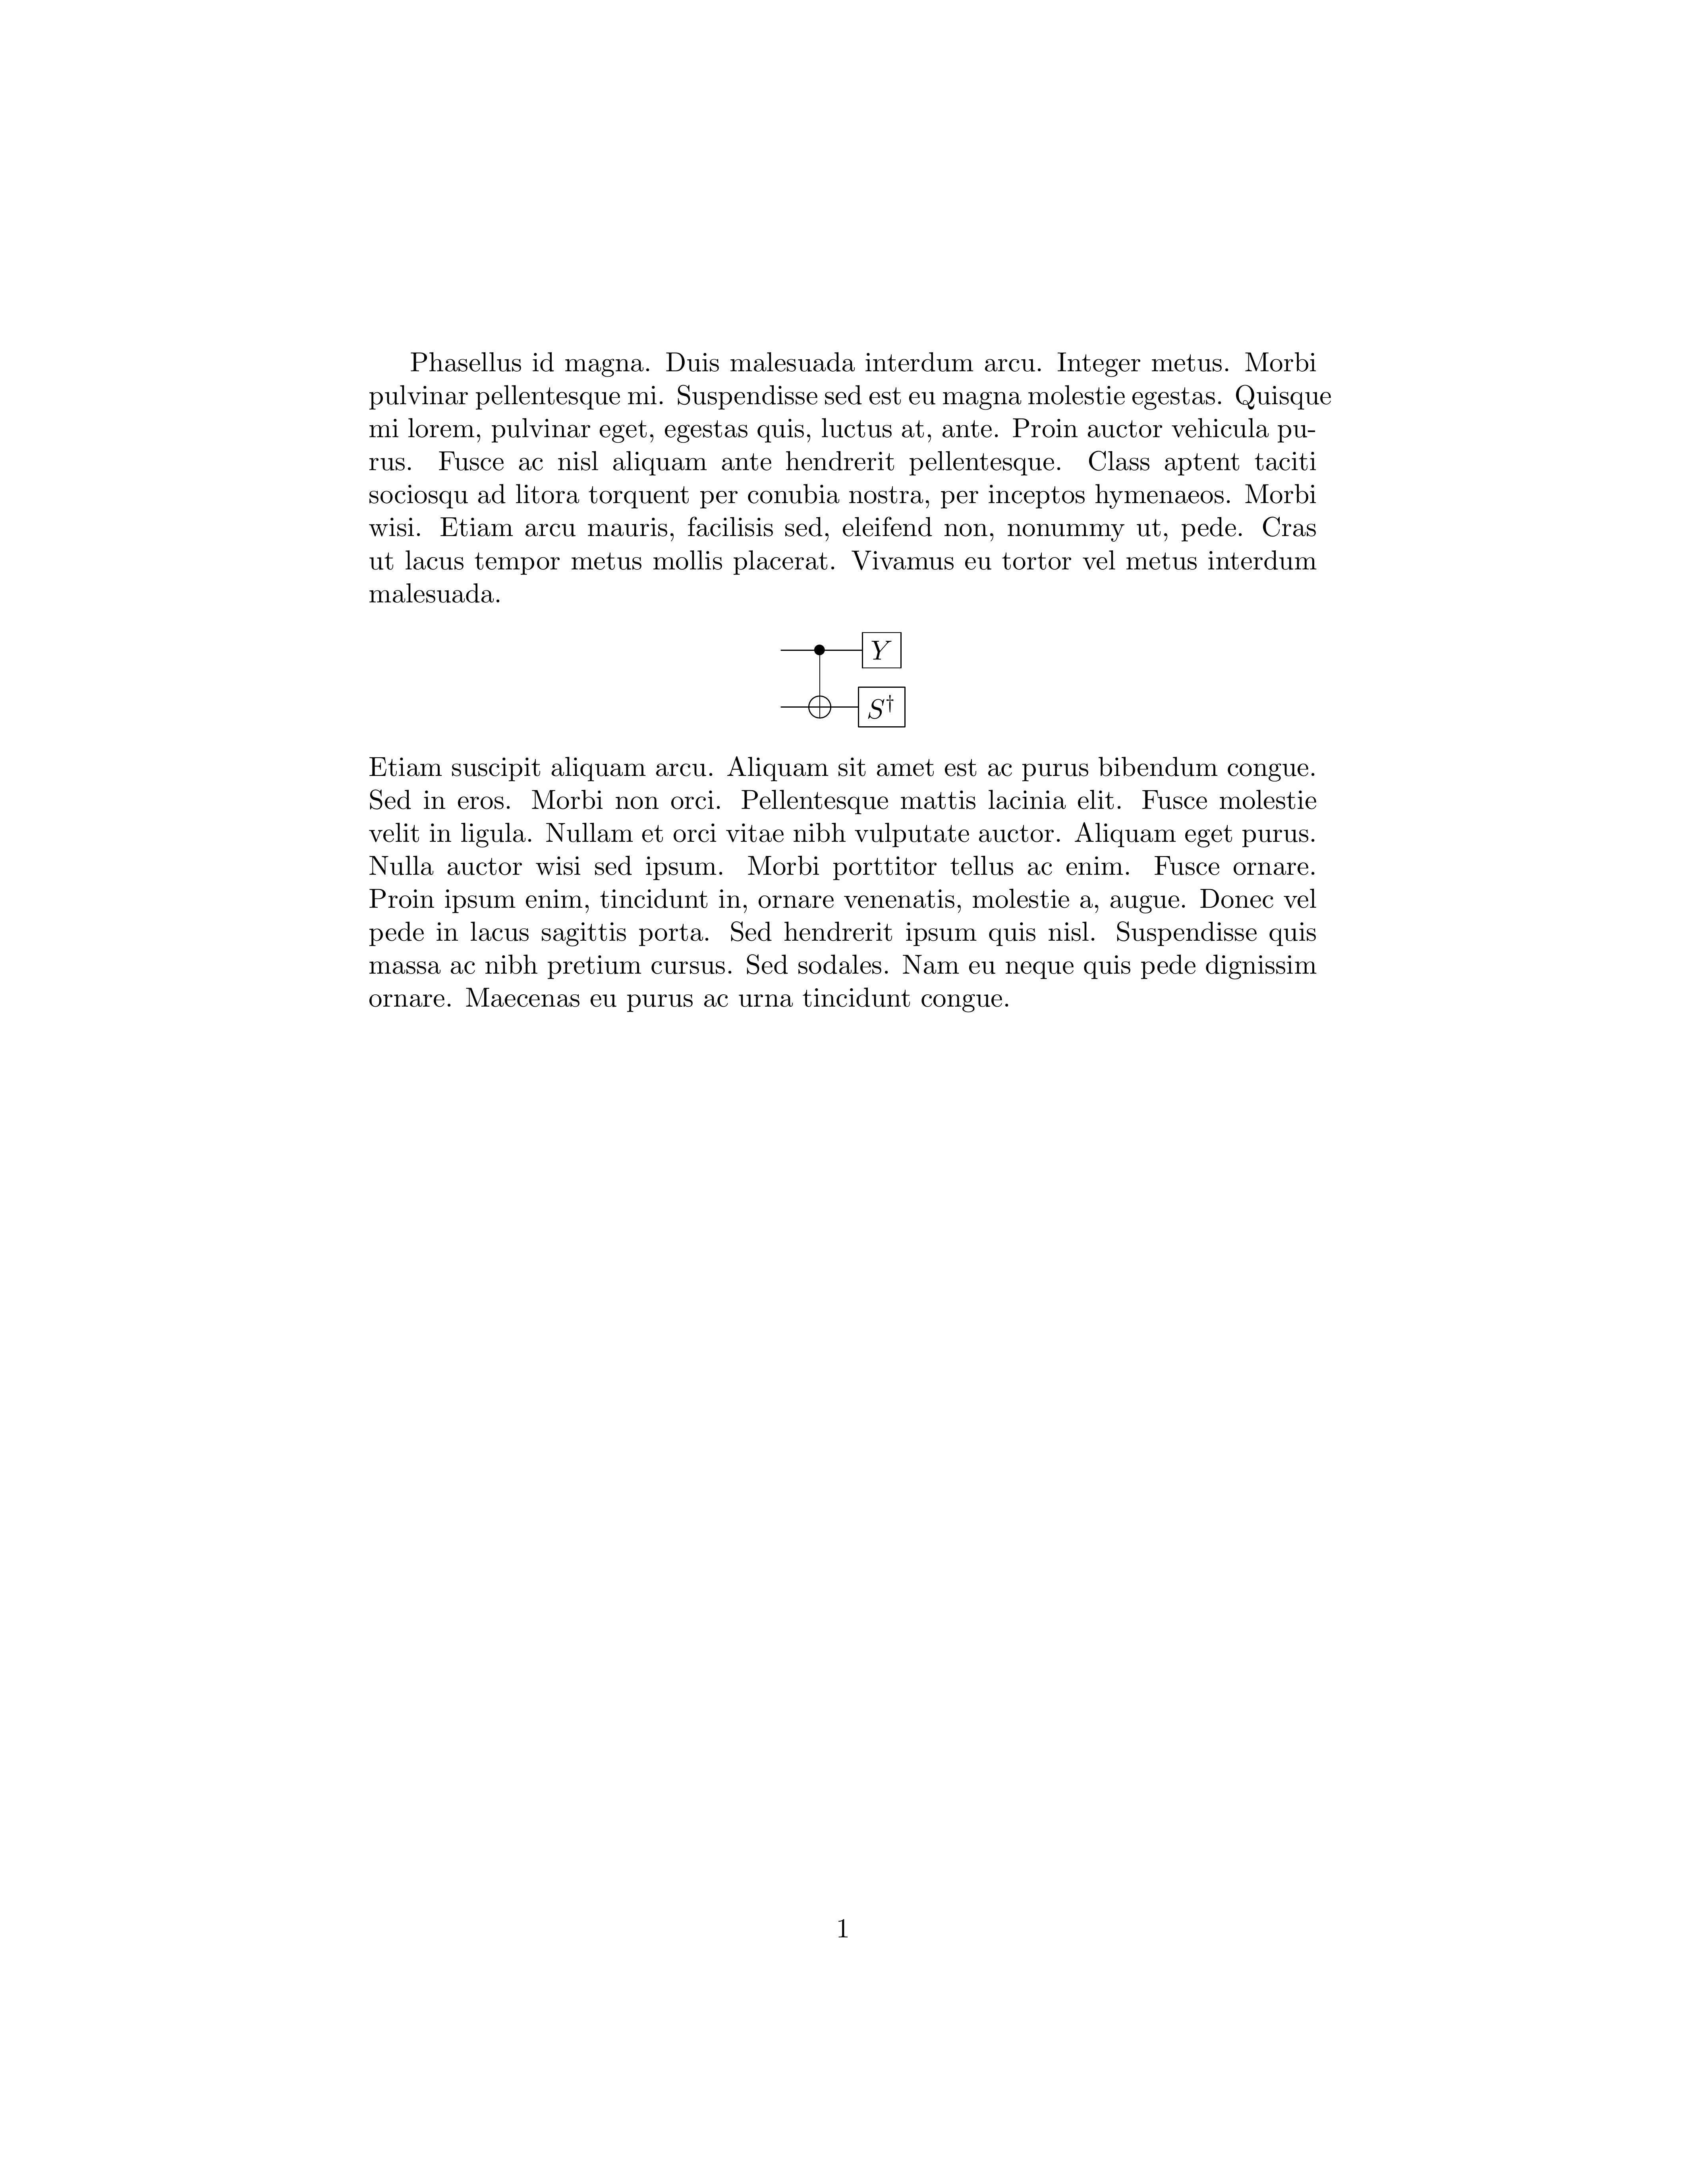 Phasellus id magna. Duis malesuada interdum arcu. Integer metus. Morbi
pulvinar pellentesque mi. Suspendisse sed est eu magna molestie egestas. Quisque
mi lorem, pulvinar eget, egestas quis, luctus at, ante. Proin auctor vehicula pu-
rus. Fusce ac nisl aliquam ante hendrerit pellentesque. Class aptent taciti
sociosqu ad litora torquent per conubia nostra, per inceptos hymenaeos. Morbi
wisi. Etiam arcu mauris, facilisis sed, eleifend non, nonummy ut, pede. Cras
ut lacus tempor metus mollis placerat. Vivamus eu tortor vel metus interdum
malesuada.
Y
S†
Etiam suscipit aliquam arcu. Aliquam sit amet est ac purus bibendum congue.
Sed in eros. Morbi non orci. Pellentesque mattis lacinia elit. Fusce molestie
velit in ligula. Nullam et orci vitae nibh vulputate auctor. Aliquam eget purus.
Nulla auctor wisi sed ipsum. Morbi porttitor tellus ac enim. Fusce ornare.
Proin ipsum enim, tincidunt in, ornare venenatis, molestie a, augue. Donec vel
pede in lacus sagittis porta. Sed hendrerit ipsum quis nisl. Suspendisse quis
massa ac nibh pretium cursus. Sed sodales. Nam eu neque quis pede dignissim
ornare. Maecenas eu purus ac urna tincidunt congue.
1